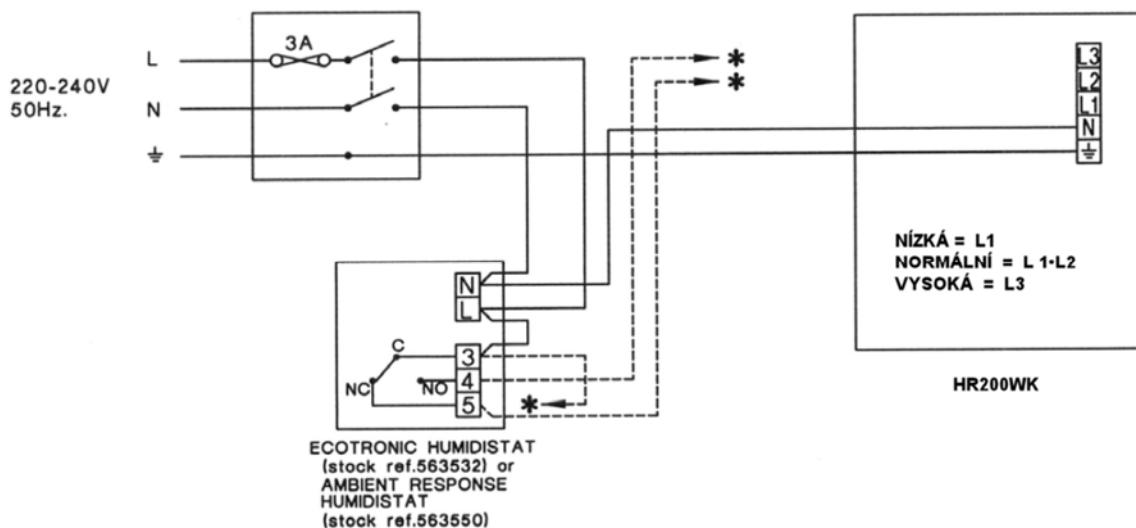 3A
L
220-240V
50Hz.
N
L3
L2
L1
N
NÍZKÁ = L1
NORMÁLNÍ = L 1·L2
VYSOKÁ = L3
HR200WK
N
L
C
3
NC
NO
4
5
ECOTRONIC HUMIDISTAT
(stock ref.563532) or
AMBIENT RESPONSE
HUMIDISTAT
(stock ref.563550)